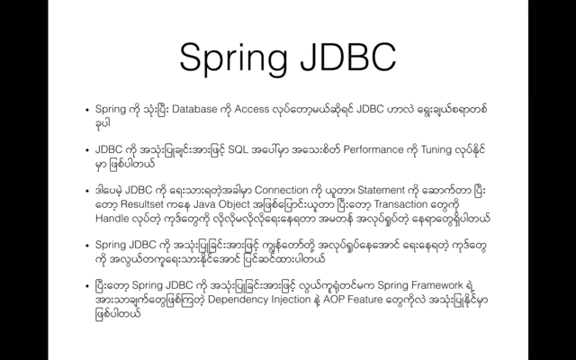 Spring JDBC
• Spring ကို သုံးပြီး Database ကို Access လုပ်တော့မယ်ဆိုရင် JDBC ဟာလဲ ရွေးချယ်စရာတစ်
ခုပါ
• JDBC ကို အသုံးပြုချင်းအားဖြင့် SQL အပေါ်မှာ အသေးစိတ် Performance ကို Tuning လုပ်နိုင်
မှာ ဖြစ်ပါတယ်
• ဒါပေမဲ့ JDBC ကို ရေးသားရတဲ့အခါမှာ Connection ကို ယူတာ၊ Statement ကို ဆောက်တာ ပြီး
တော့ Resultset ကနေ Java Object အဖြစ်ပြောင်းယူတာ ပြီးတော့ Transaction တွေကို
Handle လုပ်တဲ့ ကုဒ်တွေကို လိုလိုမလိုလိုရေးနေရတာ အမတန် အလုပ်ရှုပ်တဲ့ နေရာတွေရှိပါတယ်
• Spring JDBC ကို အသုံးပြုခြင်းအားဖြင့် ကျွန်တော်တို့ အလုပ်ရှုပ်နေအောင် ရေးနေရတဲ့ ကုဒ်တွေ
ကို အလွယ်တကူရေးသားနိုင်အောင် ပြင်ဆင်ထားပါတယ်
• ပြီးတော့ Spring JDBC ကို အသုံးပြုခြင်းအားဖြင့် လွယ်ကူရုံတင်မက Spring Framework ရဲ့
အားသာချက်တွေဖြစ်ကြတဲ့ Dependency Injection နဲ့ AOP Feature တွေကိုလဲ အသုံးပြုနိုင်မှာ
ဖြစ်ပါတယ်